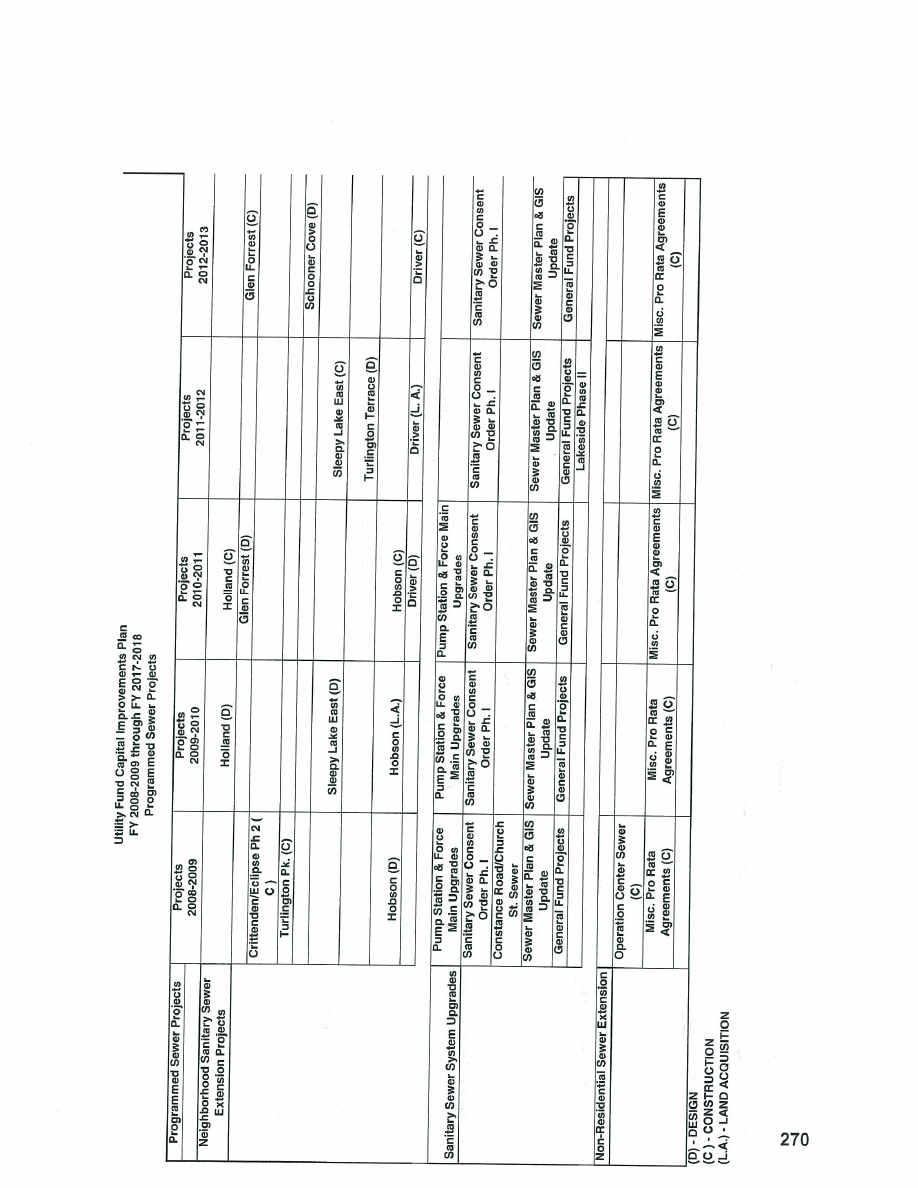 Utility Fund Capital Improvements Plan
FY 2008-2009 through FY 2017-2018
Programmed Sewer Projects
Programmed Sewer Projects
Projects
2008-2009
Projects
2009-2010
Projects
2010-2011
Projects
2011-2012
Projects
2012-2013
Neighborhood Sanitary Sewer
Extension Projects
Holland (D)
Holland (C)
Glen Forrest (D)
Glen Forrest (C)
Crittenden/Eclipse Ph 2 (
C )
Turlington Pk. (C)
Schooner Cove (D)
Sleepy Lake East (D)
Sleepy Lake East (C)
Turlington Terrace (D)
Hobson (D)
Hobson (L.A.)
Hobson (C)
Driver (D)
Driver (L. A.)
Driver (C)
Sanitary Sewer System Upgrades
Pump Station & Force
Main Upgrades
Pump Station & Force
Main Upgrades
Pump Station & Force Main
Upgrades
Sanitary Sewer Consent
Order Ph. I
Sanitary Sewer Consent
Order Ph. I
Sanitary Sewer Consent
Order Ph. I
Sanitary Sewer Consent
Order Ph. I
Sanitary Sewer Consent
Order Ph. I
Constance Road/Church
St. Sewer
Sewer Master Plan & GIS
Update
Sewer Master Plan & GIS
Update
Sewer Master Plan & GIS
Update
Sewer Master Plan & GIS
Update
Sewer Master Plan & GIS
Update
General Fund Projects
General Fund Projects
General Fund Projects
General Fund Projects
General Fund Projects
Lakeside Phase II
Non-Residential Sewer Extension
Operation Center Sewer
(C)
Misc. Pro Rata
Agreements (C)
Misc. Pro Rata
Agreements (C)
Misc. Pro Rata Agreements
(C)
Misc. Pro Rata Agreements
(C)
Misc. Pro Rata Agreements
(C)
(D) - DESIGN
(C ) - CONSTRUCTION
(L.A.) - LAND ACQUISITION
270